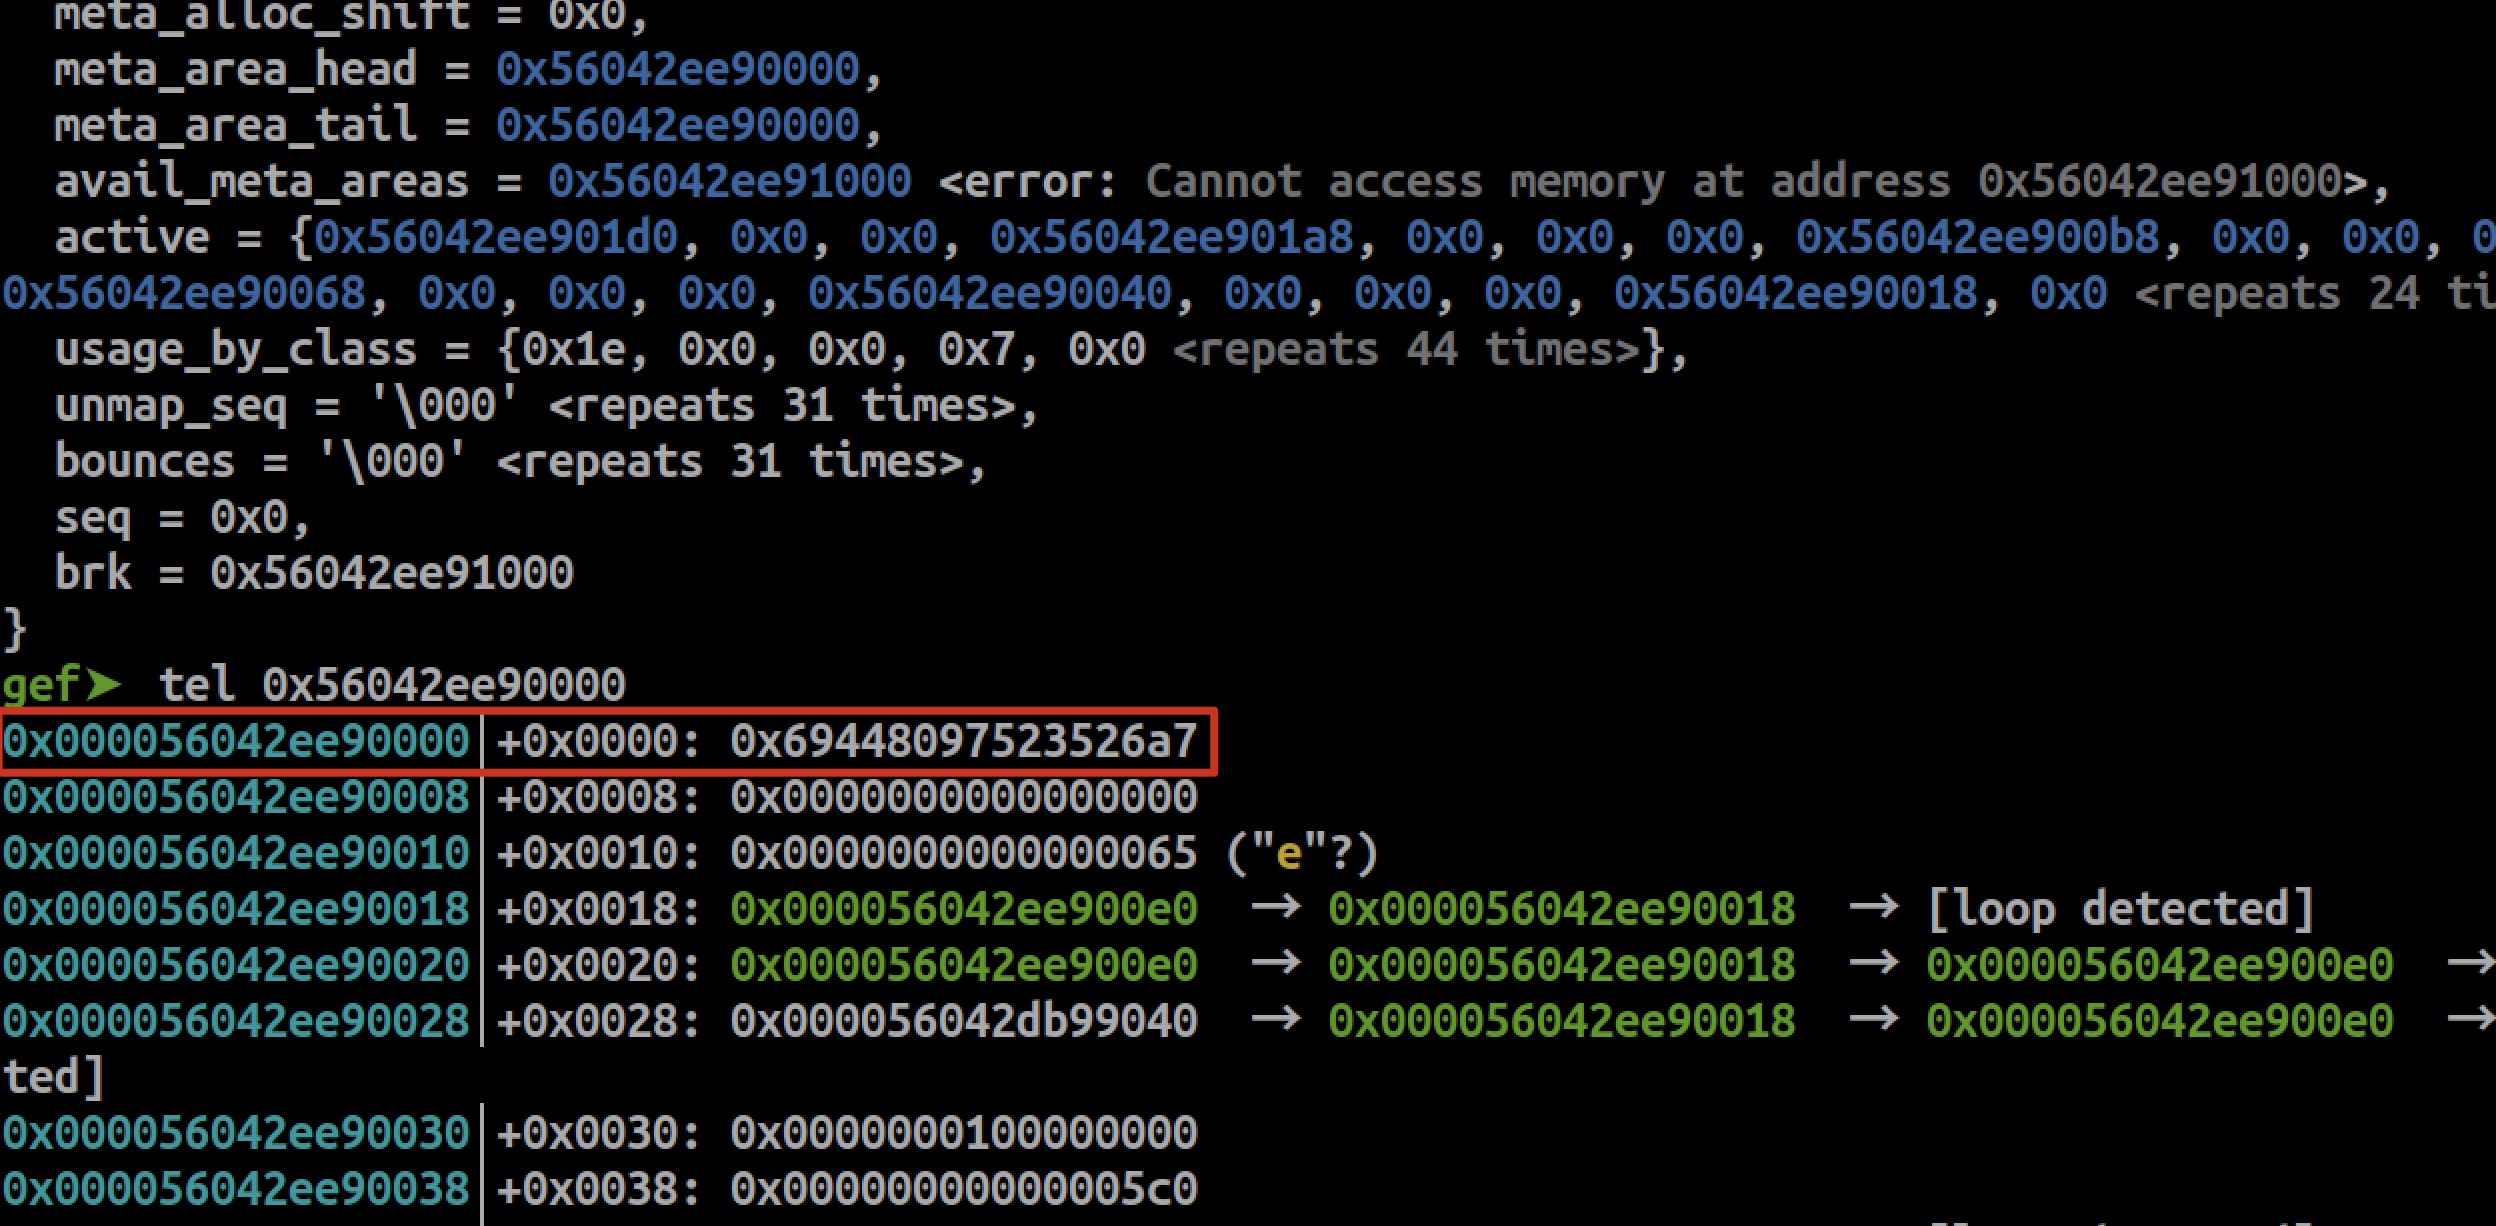 meta_alloc_shift = 0x0,
meta_area_head = 0x56042ee90000,
meta_area_tail = 0x56042ee90000,
avail_meta_areas = 0x56042ee91000 <error: Cannot access memory at address 0x56042ee91000>,
active = {0x56042ee901d0, 0x0, 0x0, 0x56042ee901a8, 0x0, 0x0, 0x0, 0x56042ee900b8, 0x0, 0x0, 0
0x56042ee90068, 0x0, 0x0, 0x0, 0x56042ee90040, 0x0, 0x0, 0x0, 0x56042ee90018, 0x0 <repeats 24 ti
usage_by_class = {0x1e, 0x0, 0x0, 0x7, 0x0 <repeats 44 times>},
unmap_seq = '\000' <repeats 31 times>,
bounces = '\000' <repeats 31 times>,
seq = 0x0,
brk = 0x56042ee91000
}
gef➤ tel 0x56042ee90000
0x000056042ee90000│+0x0000: 0x69448097523526a7
0x000056042ee90008│+0x0008: 0x0000000000000000
0x000056042ee90010│+0x0010: 0x0000000000000065 ("e"?)
0x000056042ee90018│+0x0018: 0x000056042ee900e0 → 0x000056042ee90018 → [loop detected]
0x000056042ee90020│+0x0020: 0x000056042ee900e0 → 0x000056042ee90018 → 0x000056042ee900e0 →
0x000056042ee90028│+0x0028: 0x000056042db99040 → 0x000056042ee90018 → 0x000056042ee900e0 →
ted]
0x000056042ee90030│+0x0030: 0x0000000100000000
0x000056042ee90038│+0x0038: 0x00000000000005c0